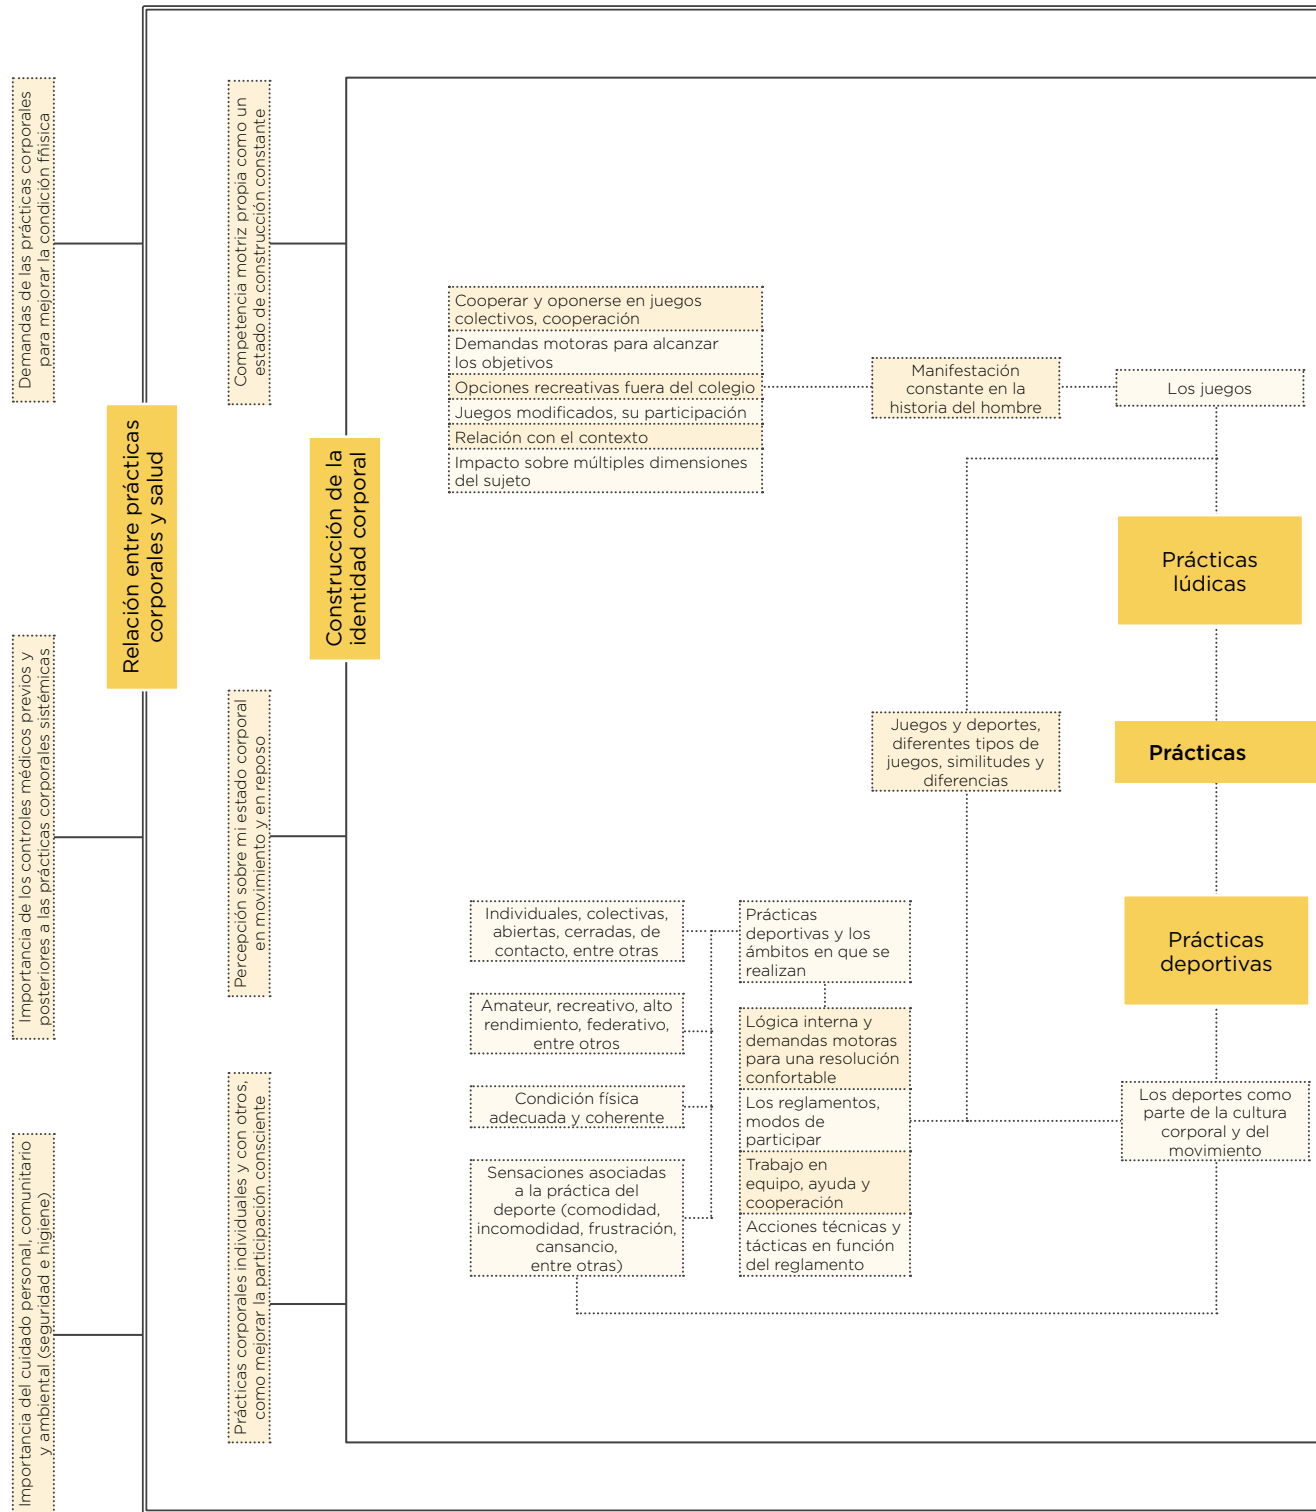 Demandas de las prácticas corporales
para mejorar la condición fñisica
Importancia de los controles médicos previos y
posteriores a las prácticas corporales sistémicas
Importancia del cuidado personal, comunitario
y ambiental (seguridad e higiene)
Relación entre prácticas
corporales y salud
Competencia motriz propia como un
estado de construcción constante
Percepción sobre mi estado corporal
en movimiento y en reposo
Prácticas corporales individuales y con otros,
como mejorar la participación consciente
Construcción de la
identidad corporal
Cooperar y oponerse en juegos
colectivos, cooperación
Demandas motoras para alcanzar
los objetivos
Opciones recreativas fuera del colegio
Juegos modificados, su participación
Relación con el contexto
Impacto sobre múltiples dimensiones
del sujeto
Manifestación
constante en la
historia del hombre
Los juegos
Prácticas
lúdicas
Juegos y deportes,
diferentes tipos de
juegos, similitudes y
diferencias
Prácticas
Prácticas
deportivas
Individuales, colectivas,
abiertas, cerradas, de
contacto, entre otras
Amateur, recreativo, alto
rendimiento, federativo,
entre otros
Condición física
adecuada y coherente
Sensaciones asociadas
a la práctica del
deporte (comodidad,
incomodidad, frustración,
cansancio,
entre otras)
Prácticas
deportivas y los
ámbitos en que se
realizan
Lógica interna y
demandas motoras
para una resolución
confortable
Los reglamentos,
modos de
participar
Trabajo en
equipo, ayuda y
cooperación
Acciones técnicas y
tácticas en función
del reglamento
Los deportes como
parte de la cultura
corporal y del
movimiento